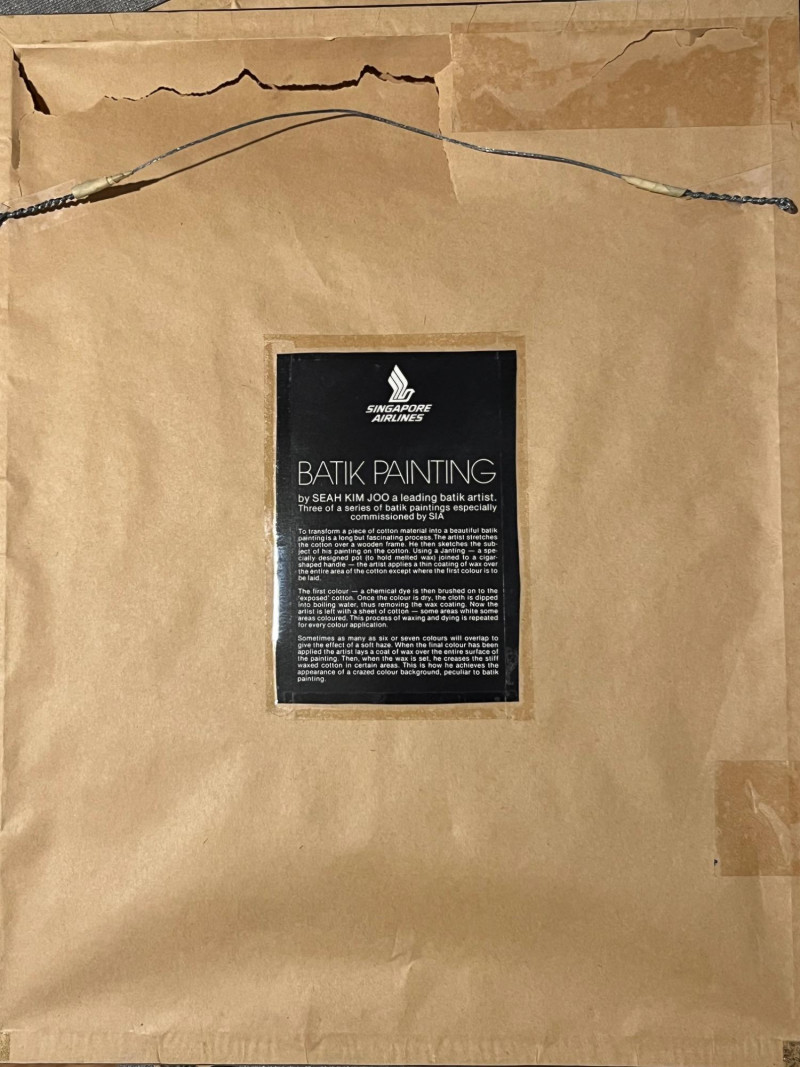 SINGAPORE
AIRLINES
BATIK PAINTING
by SEAH KIM JOO a leading batik artist.
Three of a series of batik paintings especially
commissioned by SIA
To transform a piece of cotton material into a beautiful batik
painting is a long but fascinating process. The artist stretches
the cotton over a wooden frame. He then sketches the sub-
ject of his painting on the cotton. Using a Janting — a spe-
cially designed pot (to hold melted wax) joined to a cigar-
shaped handle — the artist applies a thin coating of wax over
the entire area of the cotton except where the first colour is to
be laid.
The first colour — a chemical dye is then brushed on to the
'exposed' cotton. Once the colour is dry, the cloth is dipped
into boiling water, thus removing the wax coating. Now the
artist is left with a sheet of cotton — some areas white some
areas coloured. This process of waxing and dying is repeated
for every colour application.
Sometimes as many as six or seven colours will overlap to
give the effect of a soft haze. When the final colour has been
applied the artist lays a coat of wax over the entire surface of
the painting. Then, when the wax is set, he creases the stiff
waxed cotton in certain areas. This is how he achieves the
appearance of a crazed colour background, peculiar to batik
painting.